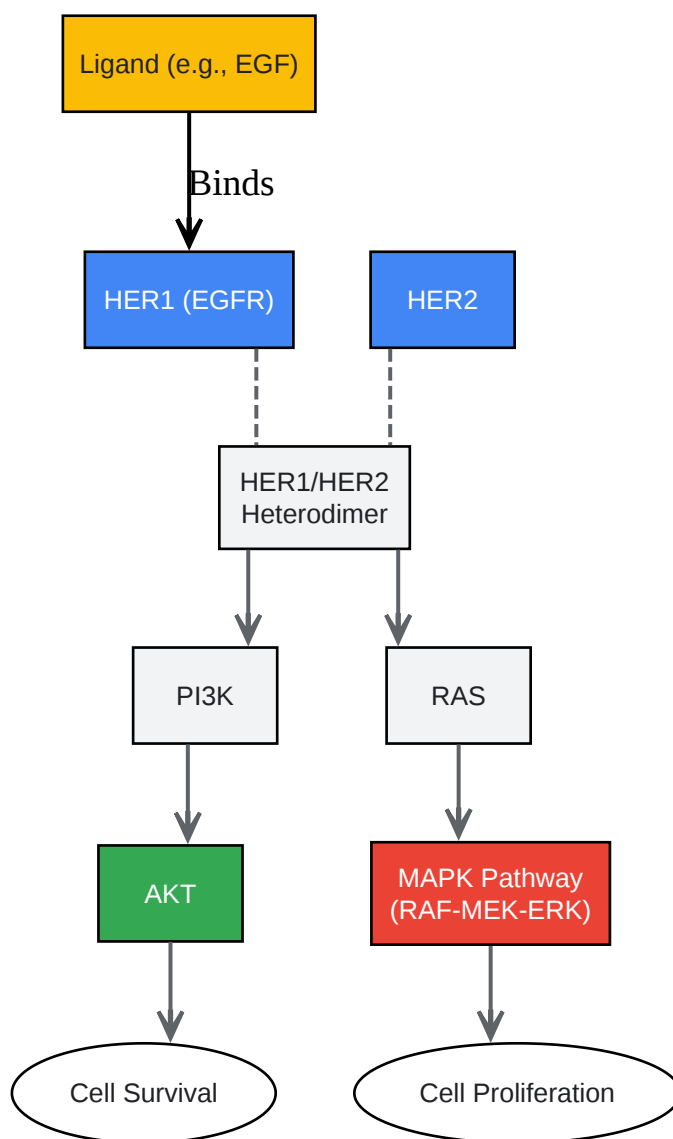 Ligand (e.g., EGF)
Binds
HER1 (EGFR)
HER2
HER1/HER2
Heterodimer
PI3K
RAS
AKT
MAPK Pathway
(RAF-MEK-ERK)
Cell Survival
Cell Proliferation